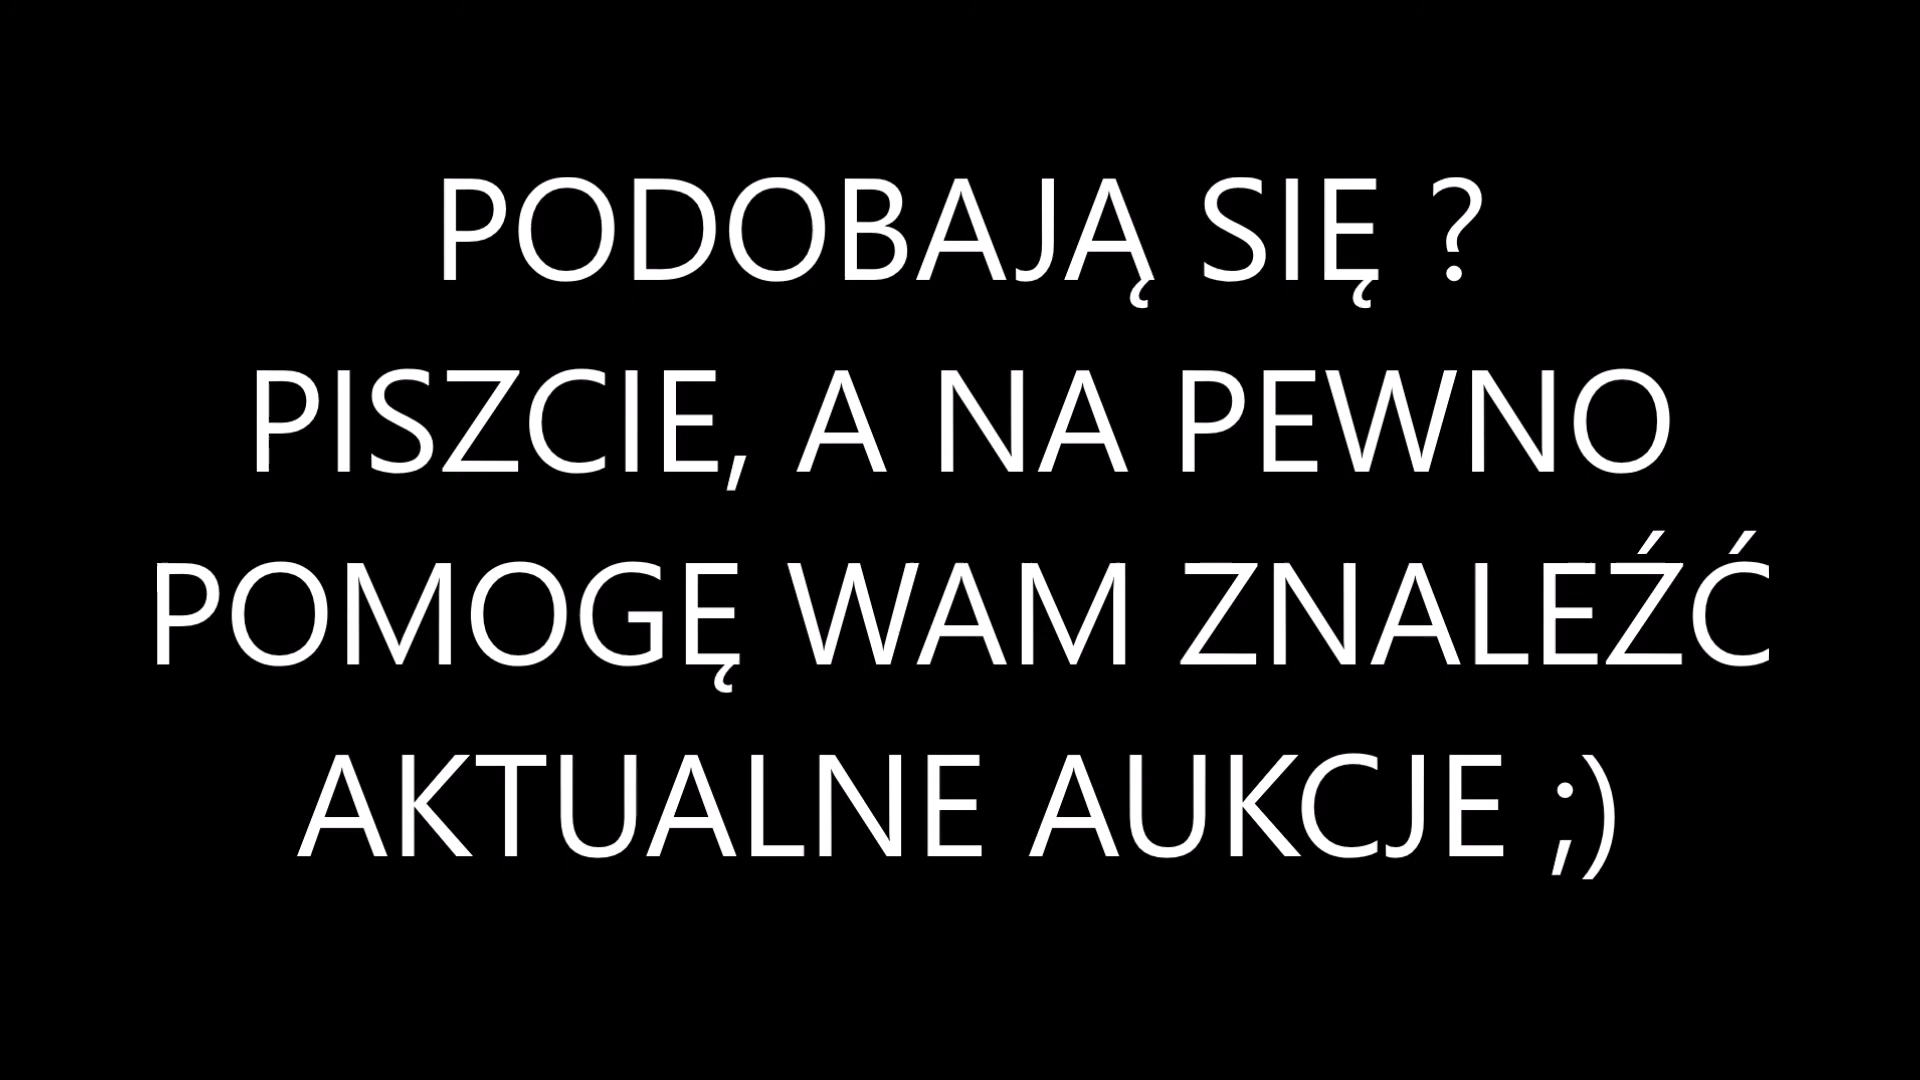 PODOBAJĄ SIĘ ?
PISZCIE, A NA PEWNO
POMOGĘ WAM ZNALEŹĆ
AKTUALNE AUKCJE ;)